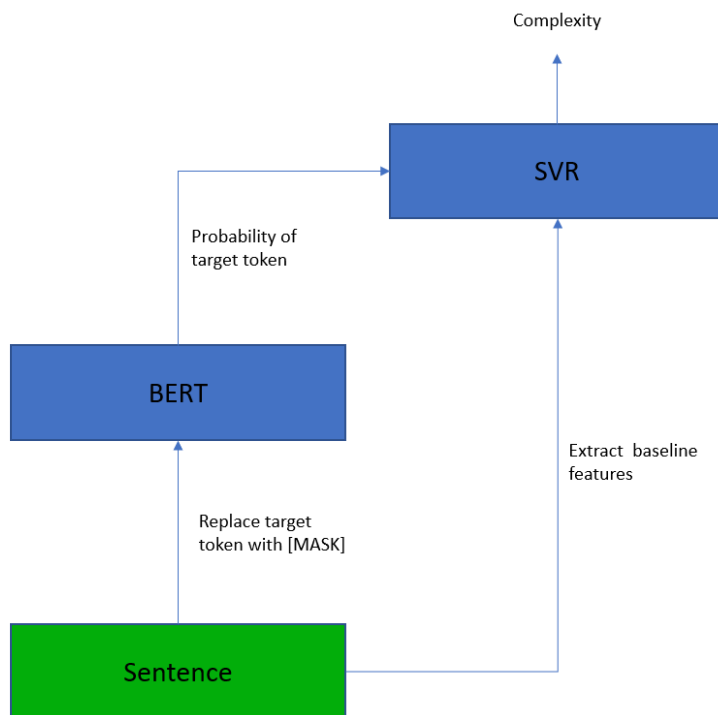 Complexity
SVR
Probability of
target token
BERT
Extract baseline
features
Replace target
token with [MASK]
Sentence